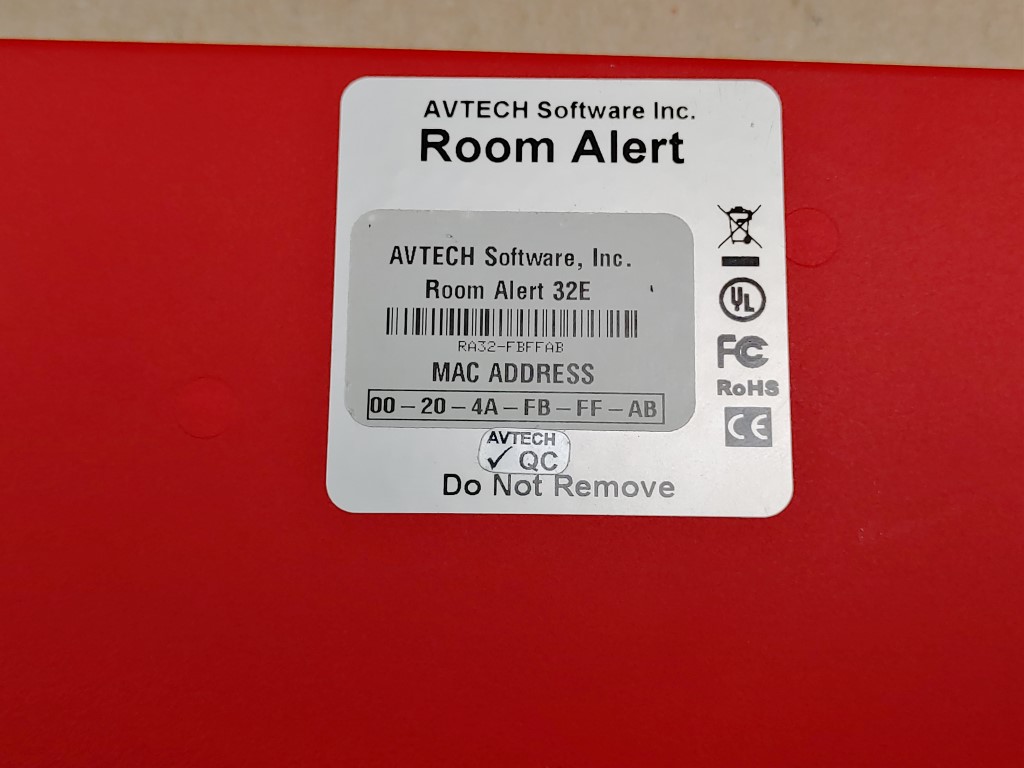 AVTECH Software Inc.
Room Alert
AVTECH Software, Inc.
Room Alert 32E
RA32-FBFFAB
MAC ADDRESS
00-20-4A-FB-FF-AB
AVTECH
✓ QC
Do Not Remove
UL
FC
RoHS
CE